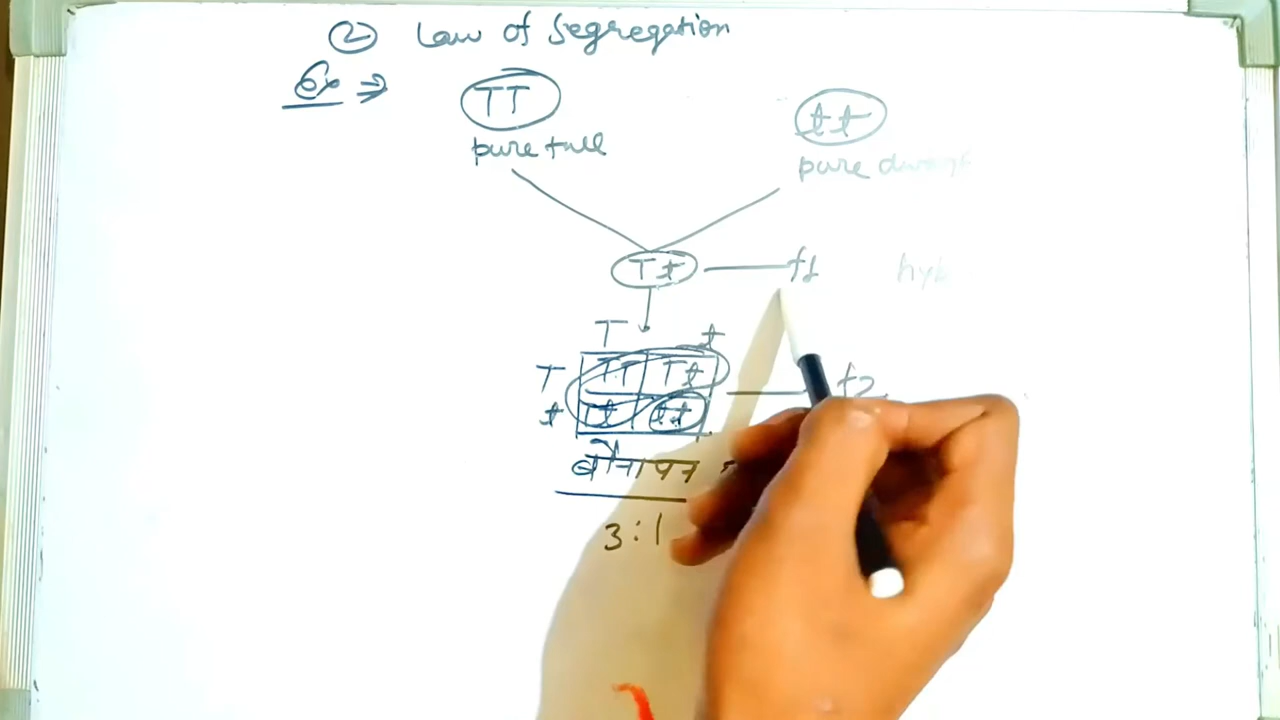 ② Law of Segregation
Ex ⇒ TT tt
pure tall pure dwarf
Tt — f1
T t
T TT Tt — f2
t Tt tt
बौनापन
3:1